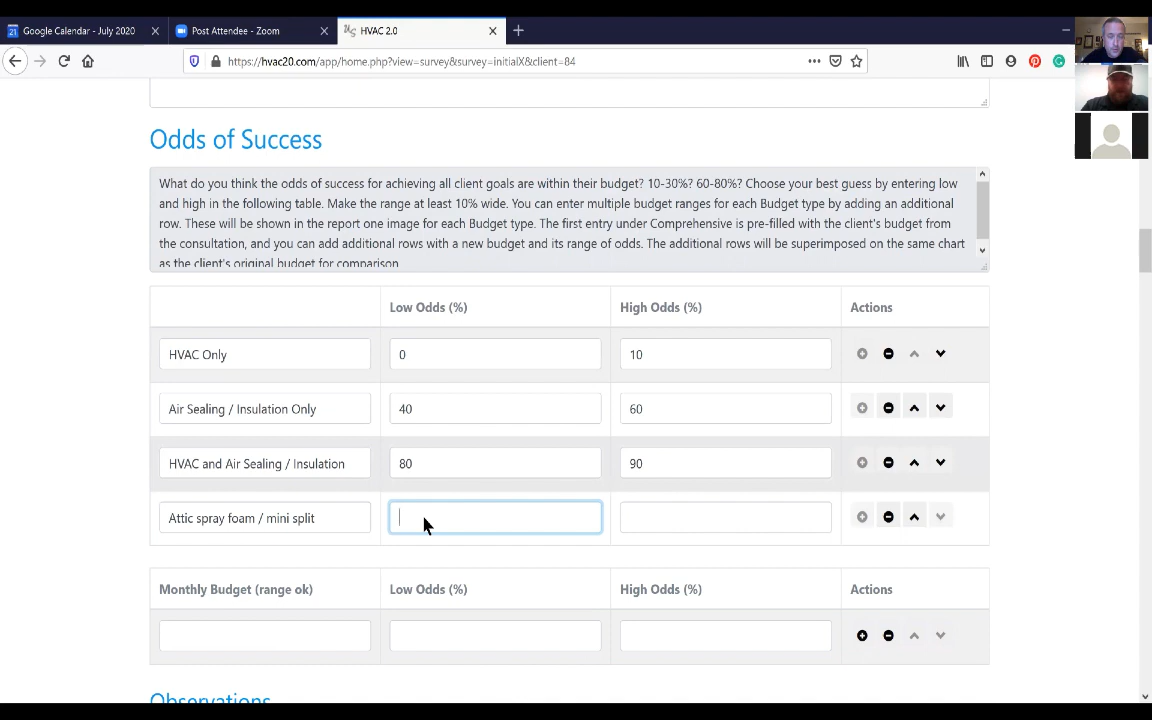 Google Calendar - July 2020
Post Attendee - Zoom
HVAC 2.0
https://hvac20.com/app/home.php?view=survey&survey=initialX&client=84
Odds of Success
What do you think the odds of success for achieving all client goals are within their budget? 10-30%? 60-80%? Choose your best guess by entering low
and high in the following table. Make the range at least 10% wide. You can enter multiple budget ranges for each Budget type by adding an additional
row. These will be shown in the report one image for each Budget type. The first entry under Comprehensive is pre-filled with the client's budget from
the consultation, and you can add additional rows with a new budget and its range of odds. The additional rows will be superimposed on the same chart
as the client's original budget for comparison.
Low Odds (%) High Odds (%) Actions
HVAC Only 0 10
Air Sealing / Insulation Only 40 60
HVAC and Air Sealing / Insulation 80 90
Attic spray foam / mini split
Monthly Budget (range ok) Low Odds (%) High Odds (%) Actions
Observations